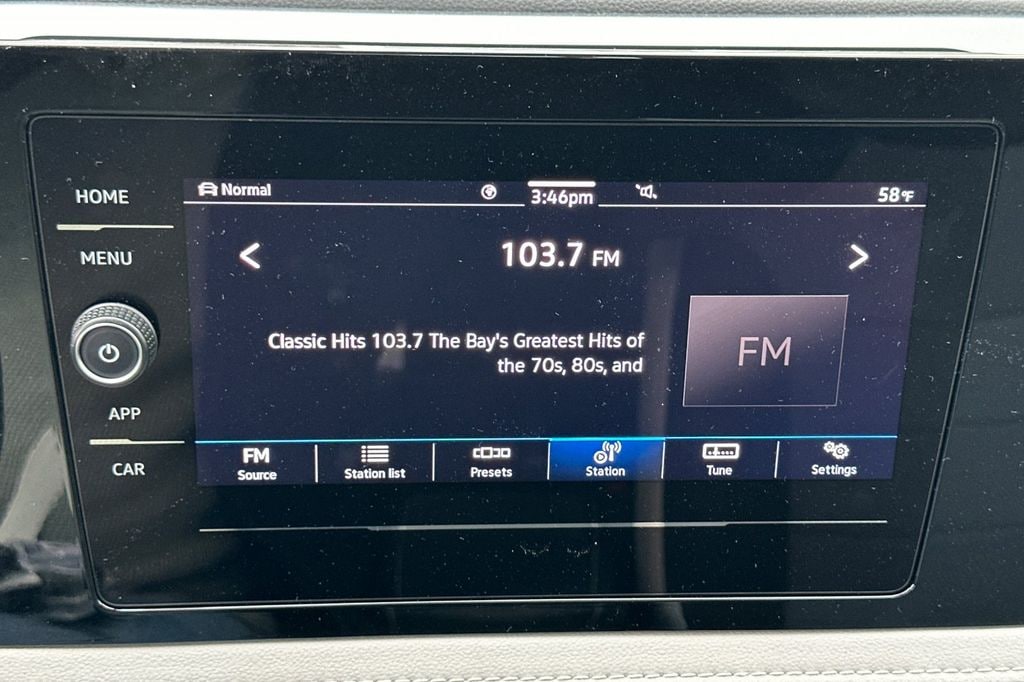 HOME
MENU
APP
CAR
Normal
3:46pm
58°F
103.7 FM
Classic Hits 103.7 The Bay's Greatest Hits of
the 70s, 80s, and
FM
FM
Source
Station list
Presets
Station
Tune
Settings